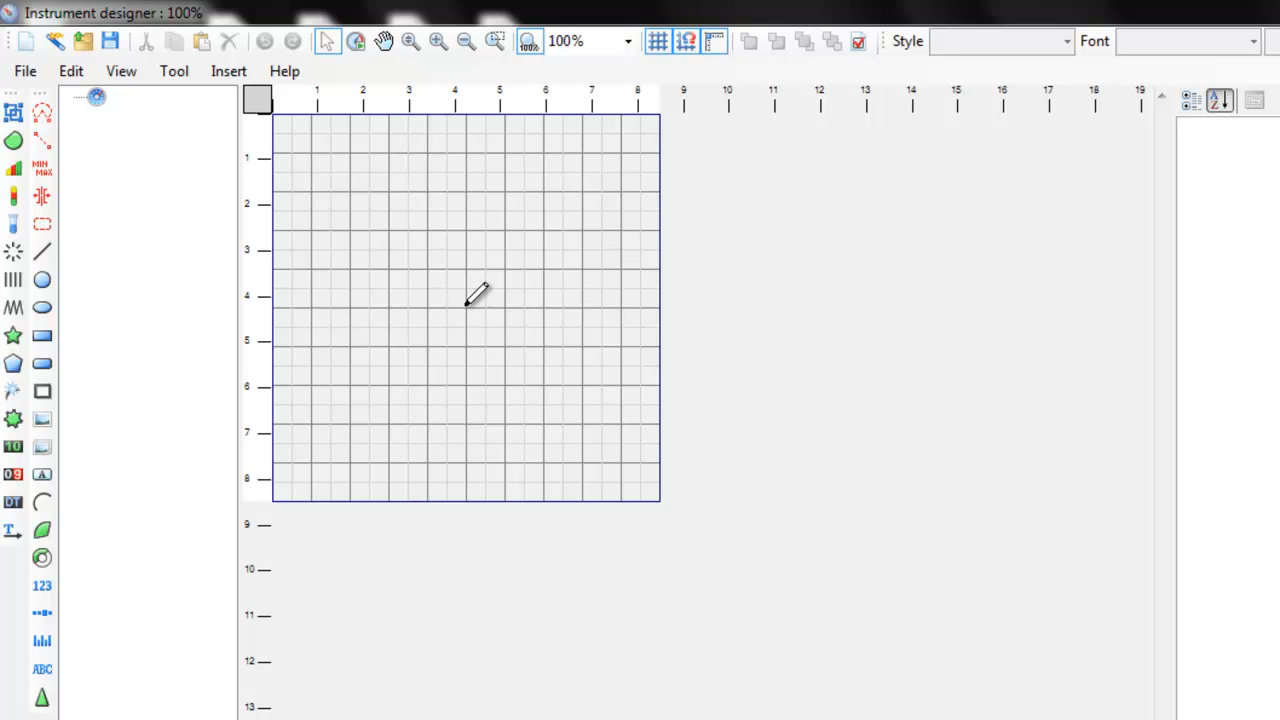 Instrument designer : 100%
100% 100% Style Font
File Edit View Tool Insert Help
1 2 3 4 5 6 7 8 9 10 11 12 13 14 15 16 17 18 19
A Z
MIN MAX
1
2
3
4
5
6
7
8
9
10
11
12
13
10
09 A
DT
T
123
ABC